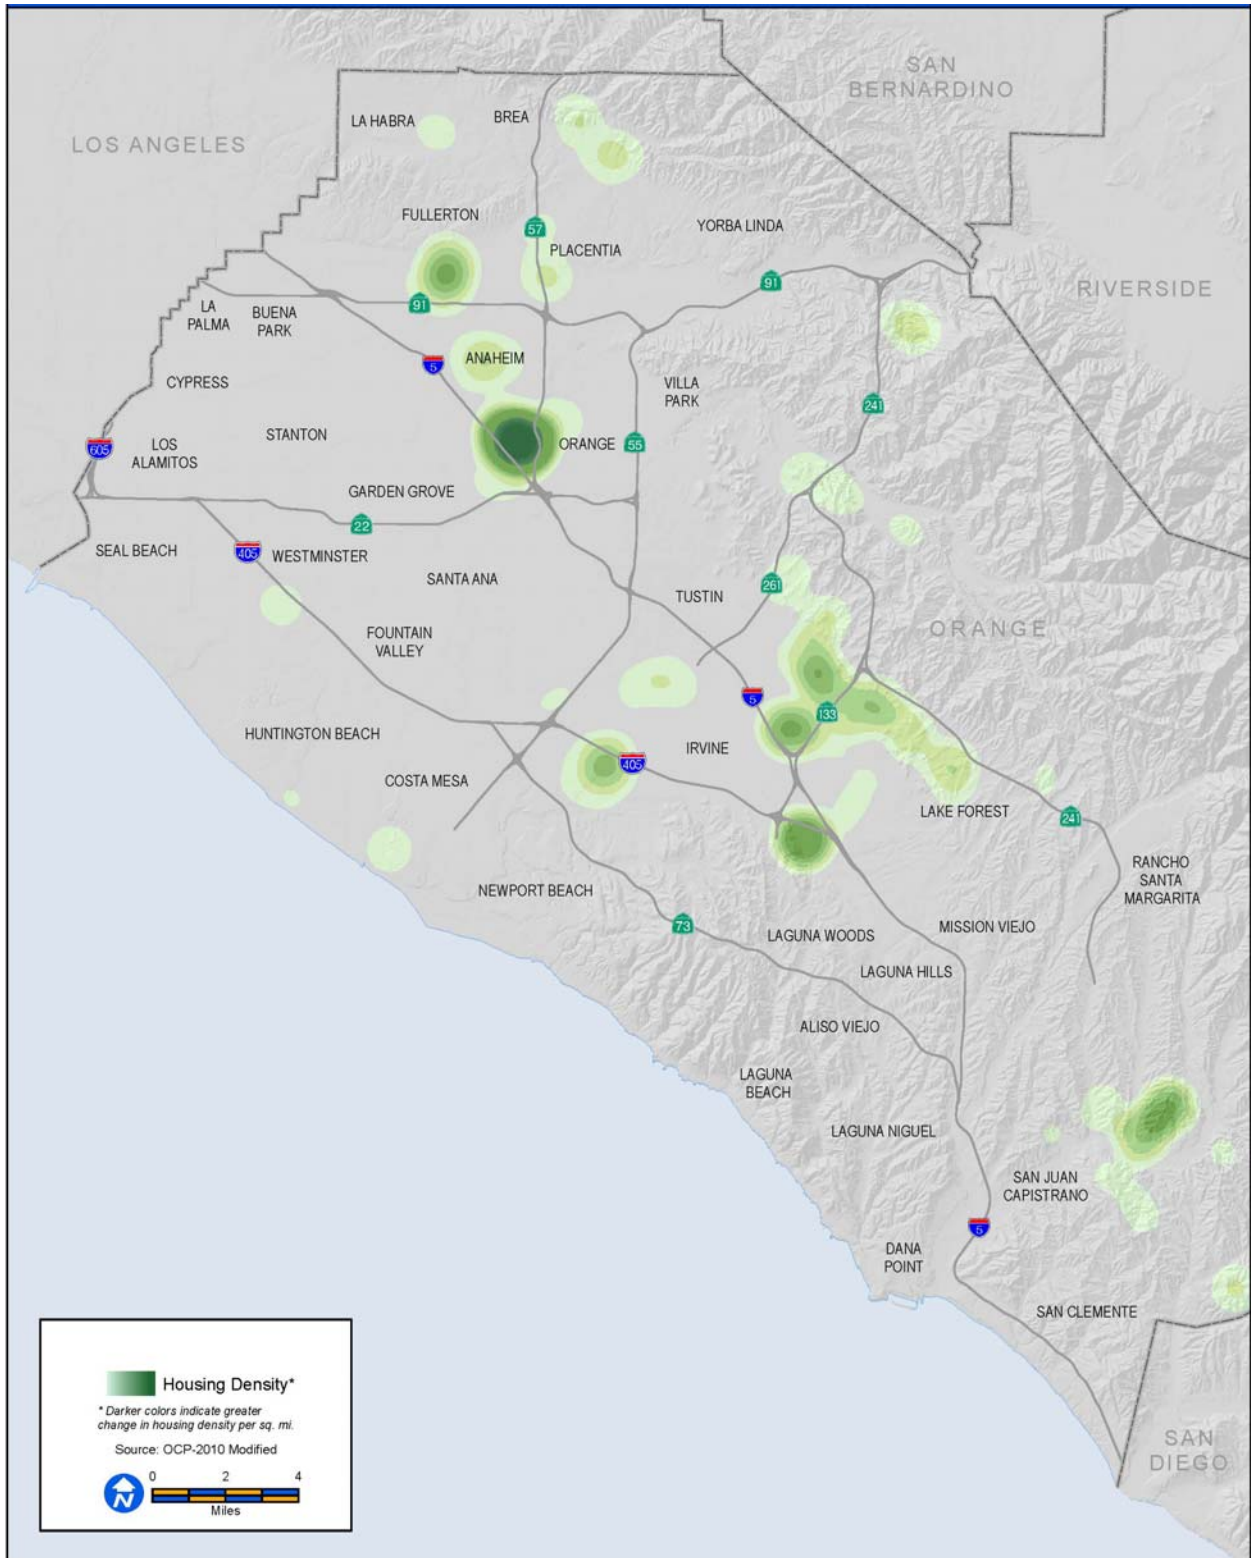 SAN
BERNARDINO
LOS ANGELES
LA HABRA
BREA
FULLERTON
57
PLACENTIA
YORBA LINDA
91
RIVERSIDE
LA
PALMA
BUENA
PARK
91
ANAHEIM
5
CYPRESS
VILLA
PARK
241
STANTON
ORANGE
55
605
LOS
ALAMITOS
GARDEN GROVE
22
SEAL BEACH
405
WESTMINSTER
SANTA ANA
261
TUSTIN
ORANGE
FOUNTAIN
VALLEY
5
133
HUNTINGTON BEACH
IRVINE
405
COSTA MESA
LAKE FOREST
241
RANCHO
SANTA
MARGARITA
NEWPORT BEACH
73
LAGUNA WOODS
MISSION VIEJO
LAGUNA HILLS
ALISO VIEJO
LAGUNA
BEACH
LAGUNA NIGUEL
SAN JUAN
CAPISTRANO
5
DANA
POINT
SAN CLEMENTE
SAN
DIEGO
Housing Density*
* Darker colors indicate greater
change in housing density per sq. mi.
Source: OCP-2010 Modified
N
0 2 4
Miles